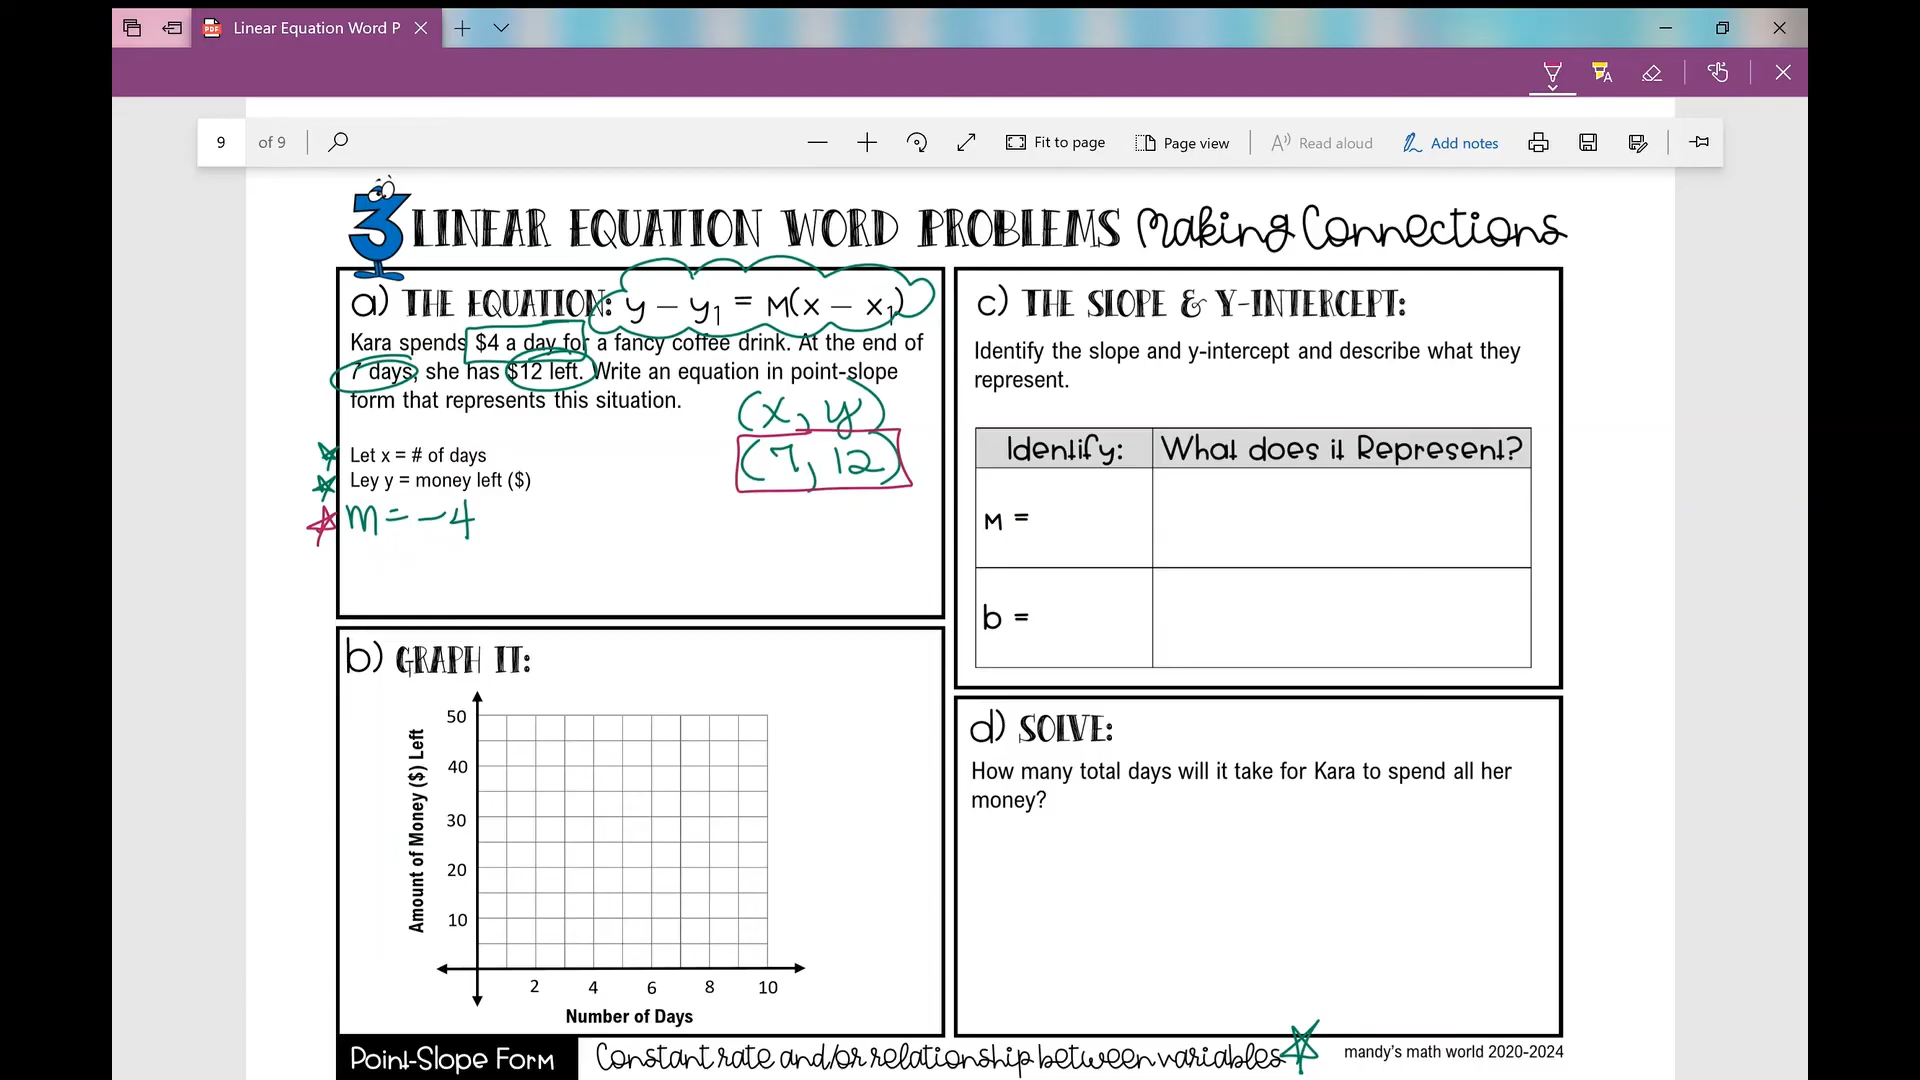 Linear Equation Word P
9 of 9
Fit to page
Page view
Read aloud
Add notes
3 LINEAR EQUATION WORD PROBLEMS Making Connections
a) THE EQUATION: y − y₁ = M(x − x₁)
Kara spends $4 a day for a fancy coffee drink. At the end of
7 days, she has $12 left. Write an equation in point-slope
form that represents this situation.
(x, y)
(7, 12)
Let x = # of days
Ley y = money left ($)
m = −4
b) GRAPH IT:
Amount of Money ($) Left
50
40
30
20
10
2 4 6 8 10
Number of Days
c) THE SLOPE & Y-INTERCEPT:
Identify the slope and y-intercept and describe what they
represent.
Identify: What does it Represent?
M =
b =
d) SOLVE:
How many total days will it take for Kara to spend all her
money?
Point-Slope Form
Constant rate and/or relationship between variables
mandy's math world 2020-2024